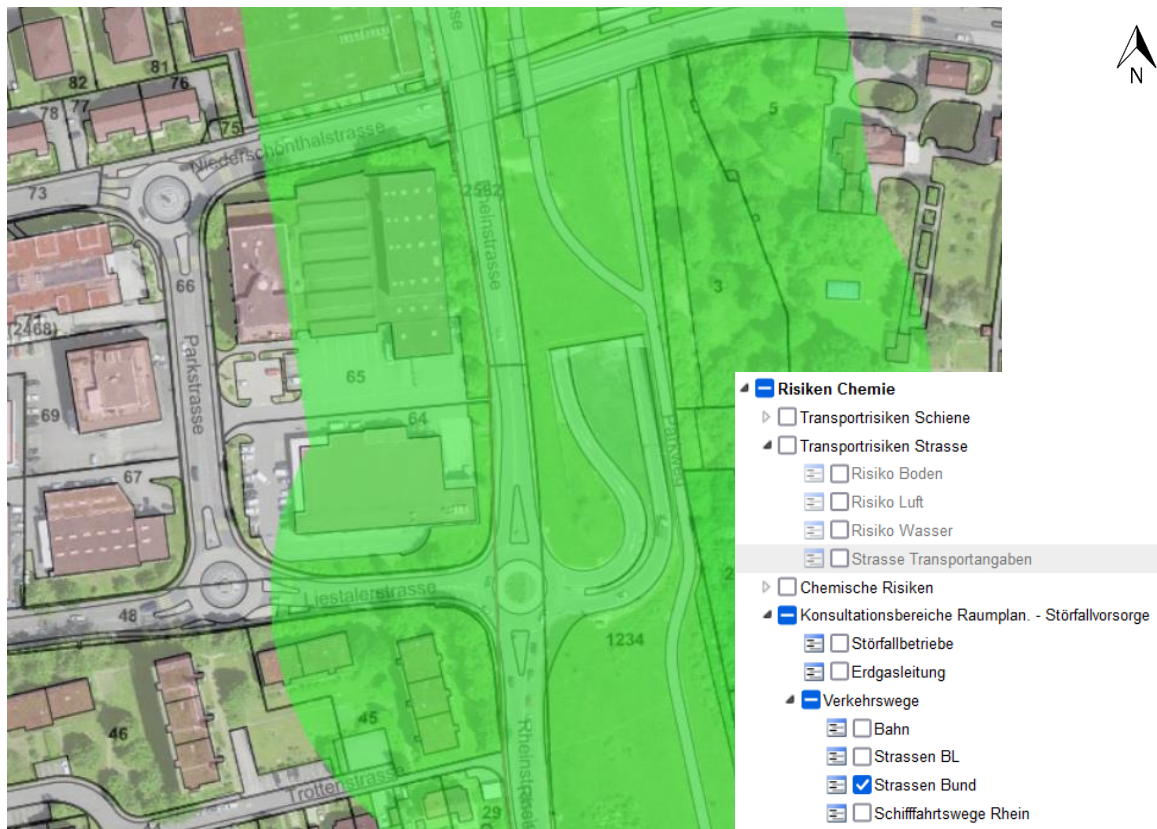 N
82
81
76
77
78
75
Niederschönthalstrasse
73
5
2562
Rheinstrasse
3
66
(2468)
Parkstrasse
65
69
64
Parkweg
67
Liestalerstrasse
48
1234
45
46
Rheinstrasse
Trottenstrasse
29
Risiken Chemie
Transportrisiken Schiene
Transportrisiken Strasse
Risiko Boden
Risiko Luft
Risiko Wasser
Strasse Transportangaben
Chemische Risiken
Konsultationsbereiche Raumplan. - Störfallvorsorge
Störfallbetriebe
Erdgasleitung
Verkehrswege
Bahn
Strassen BL
Strassen Bund
Schifffahrtswege Rhein